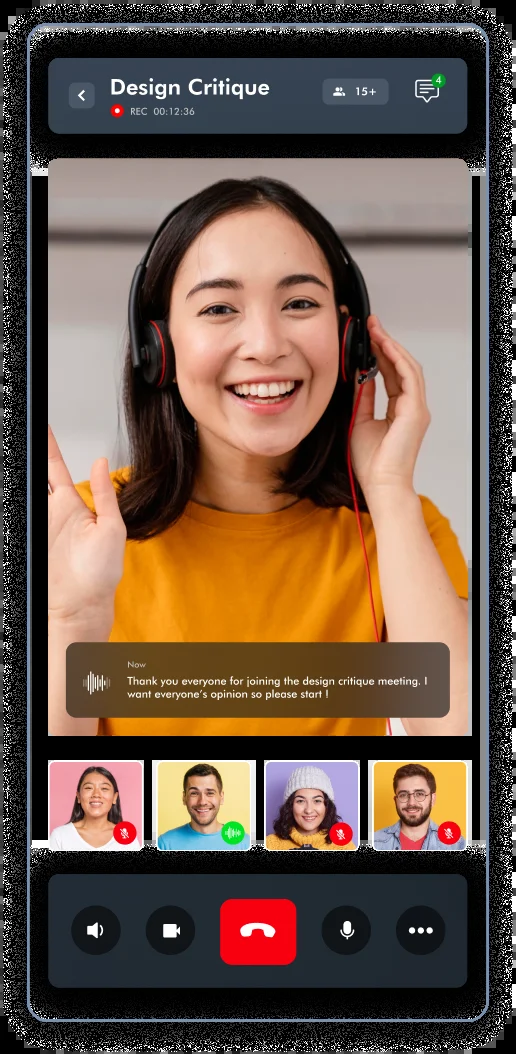 Design Critique
REC 00:12:36
15+
4
Now
Thank you everyone for joining the design critique meeting. I
want everyone's opinion so please start !